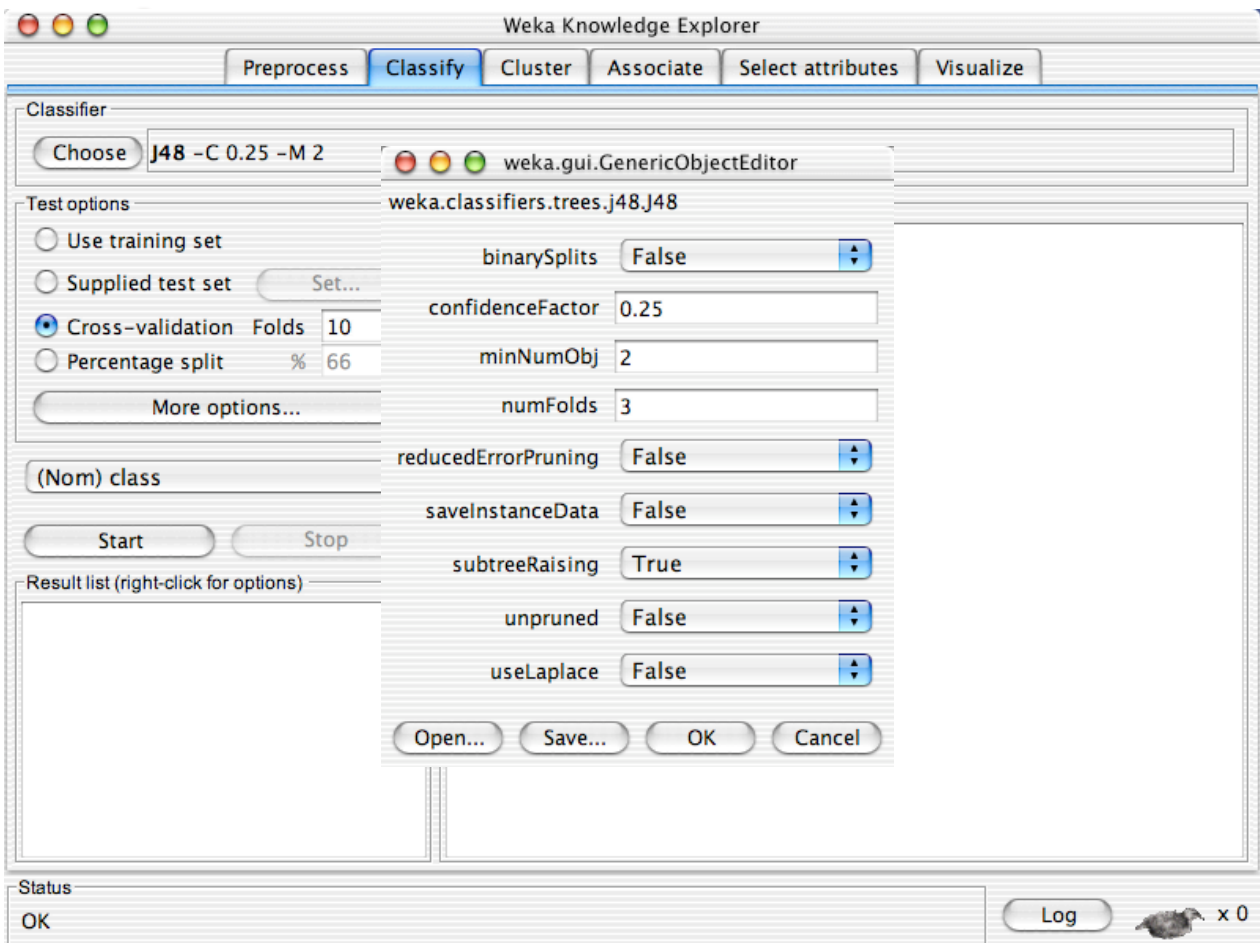 Weka Knowledge Explorer
Preprocess Classify Cluster Associate Select attributes Visualize
Classifier
Choose J48 -C 0.25 -M 2
Test options
Use training set
Supplied test set Set...
Cross-validation Folds 10
Percentage split % 66
More options...
(Nom) class
Start Stop
Result list (right-click for options)
weka.gui.GenericObjectEditor
weka.classifiers.trees.j48.J48
binarySplits False
confidenceFactor 0.25
minNumObj 2
numFolds 3
reducedErrorPruning False
saveInstanceData False
subtreeRaising True
unpruned False
useLaplace False
Open... Save... OK Cancel
Status
OK
Log x 0